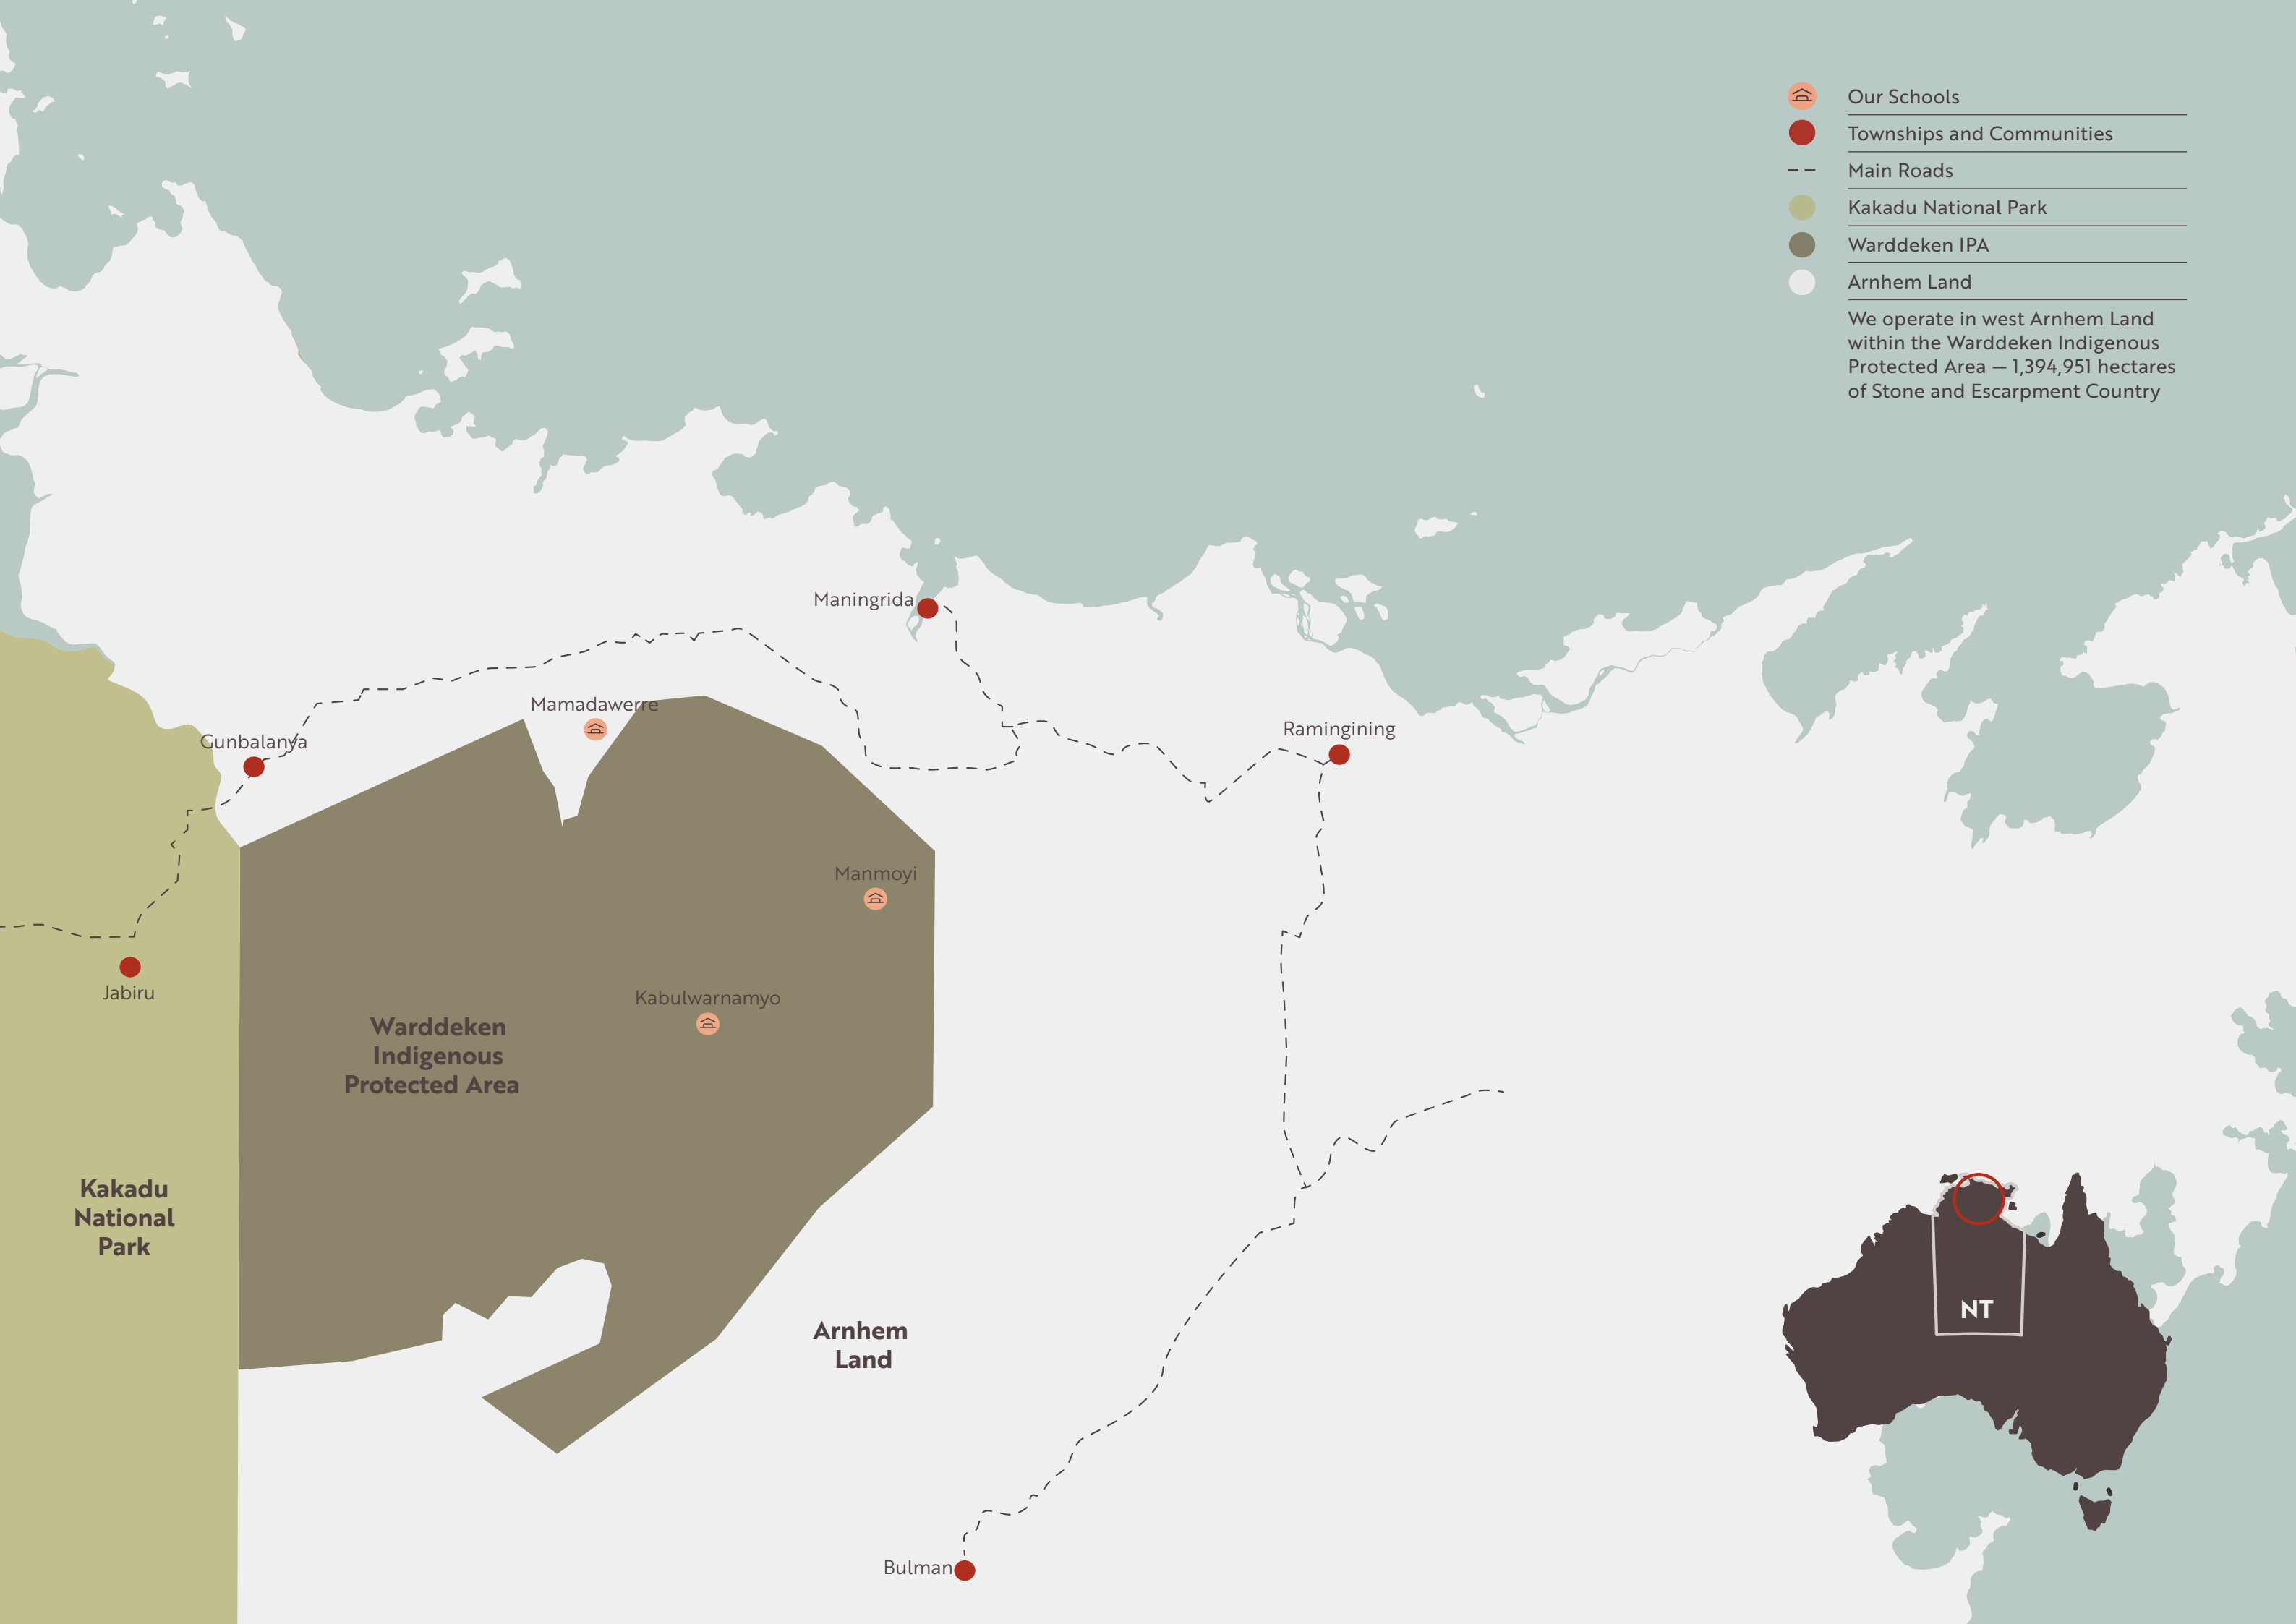 Our Schools
Townships and Communities
Main Roads
Kakadu National Park
Warddeken IPA
Arnhem Land
We operate in west Arnhem Land
within the Warddeken Indigenous
Protected Area — 1,394,951 hectares
of Stone and Escarpment Country
Maningrida
Mamadawerre
Ramingining
Gunbalanya
Manmoyi
Jabiru
Kabulwarnamyo
Warddeken
Indigenous
Protected Area
Kakadu
National
Park
Arnhem
Land
NT
Bulman